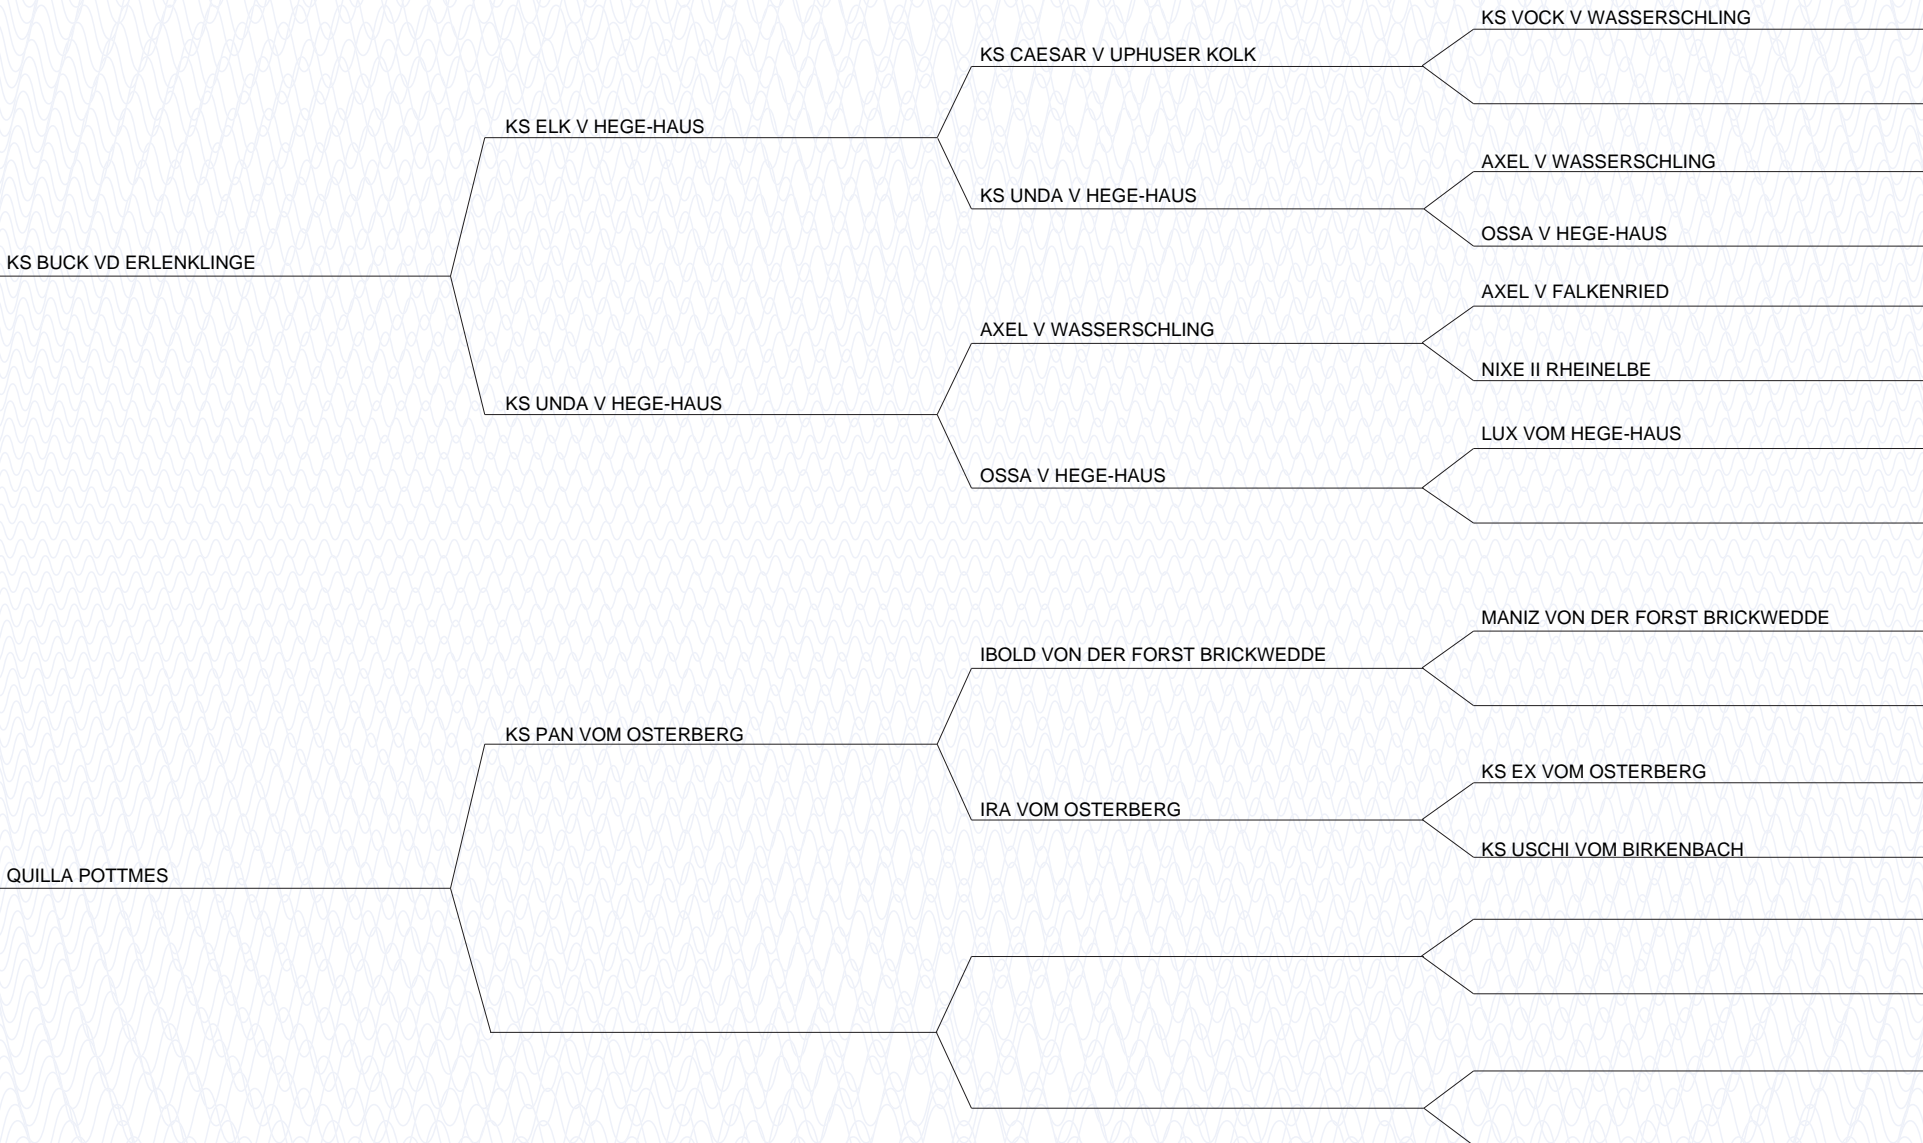 KS VOCK V WASSERSCHLING
KS CAESAR V UPHUSER KOLK
KS ELK V HEGE-HAUS
AXEL V WASSERSCHLING
KS UNDA V HEGE-HAUS
OSSA V HEGE-HAUS
KS BUCK VD ERLENKLINGE
AXEL V FALKENRIED
AXEL V WASSERSCHLING
NIXE II RHEINELBE
KS UNDA V HEGE-HAUS
LUX VOM HEGE-HAUS
OSSA V HEGE-HAUS
MANIZ VON DER FORST BRICKWEDDE
IBOLD VON DER FORST BRICKWEDDE
KS PAN VOM OSTERBERG
KS EX VOM OSTERBERG
IRA VOM OSTERBERG
KS USCHI VOM BIRKENBACH
QUILLA POTTMES